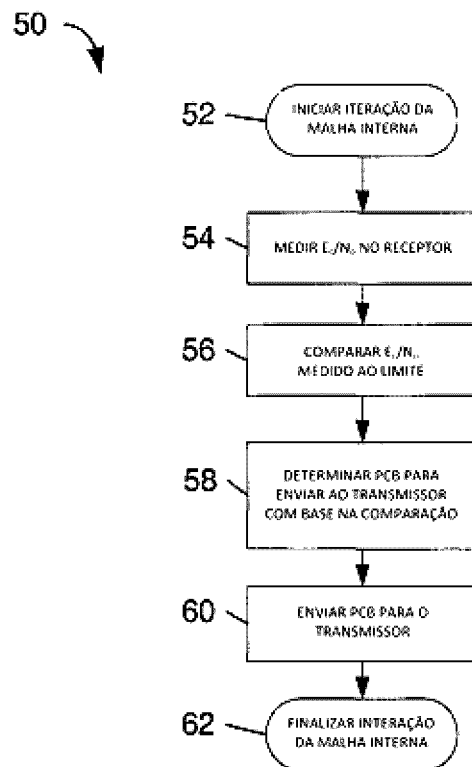 50
52
INICIAR ITERAÇÃO DA
MALHA INTERNA
54
MEDIR E꜀/N₀ NO RECEPTOR
56
COMPARAR
MEDIDO AO LIMITE
58
DETERMINAR PCB PARA
ENVIAR AO TRANSMISSOR
COM BASE NA COMPARAÇÃO
60
ENVIAR PCB PARA O
TRANSMISSOR
62
FINALIZAR INTERAÇÃO
DA MALHA INTERNA